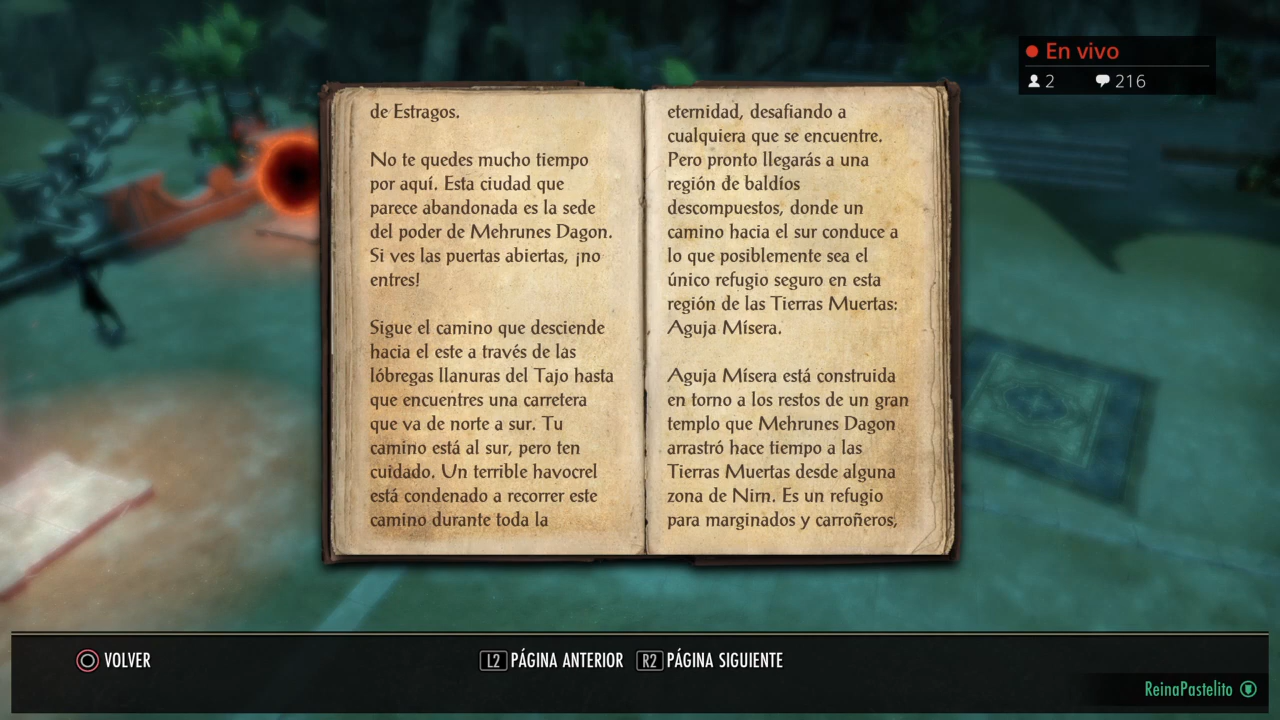 En vivo
2 216
de Estragos.
No te quedes mucho tiempo
por aquí. Esta ciudad que
parece abandonada es la sede
del poder de Mehrunes Dagon.
Si ves las puertas abiertas, ¡no
entres!
Sigue el camino que desciende
hacia el este a través de las
lóbregas llanuras del Tajo hasta
que encuentres una carretera
que va de norte a sur. Tu
camino está al sur, pero ten
cuidado. Un terrible havocrel
está condenado a recorrer este
camino durante toda la
eternidad, desafiando a
cualquiera que se encuentre.
Pero pronto llegarás a una
región de baldíos
descompuestos, donde un
camino hacia el sur conduce a
lo que posiblemente sea el
único refugio seguro en esta
región de las Tierras Muertas:
Aguja Mísera.
Aguja Mísera está construida
en torno a los restos de un gran
templo que Mehrunes Dagon
arrastró hace tiempo a las
Tierras Muertas desde alguna
zona de Nirn. Es un refugio
para marginados y carroñeros,
VOLVER
L2 PÁGINA ANTERIOR R2 PÁGINA SIGUIENTE
ReinaPastelito